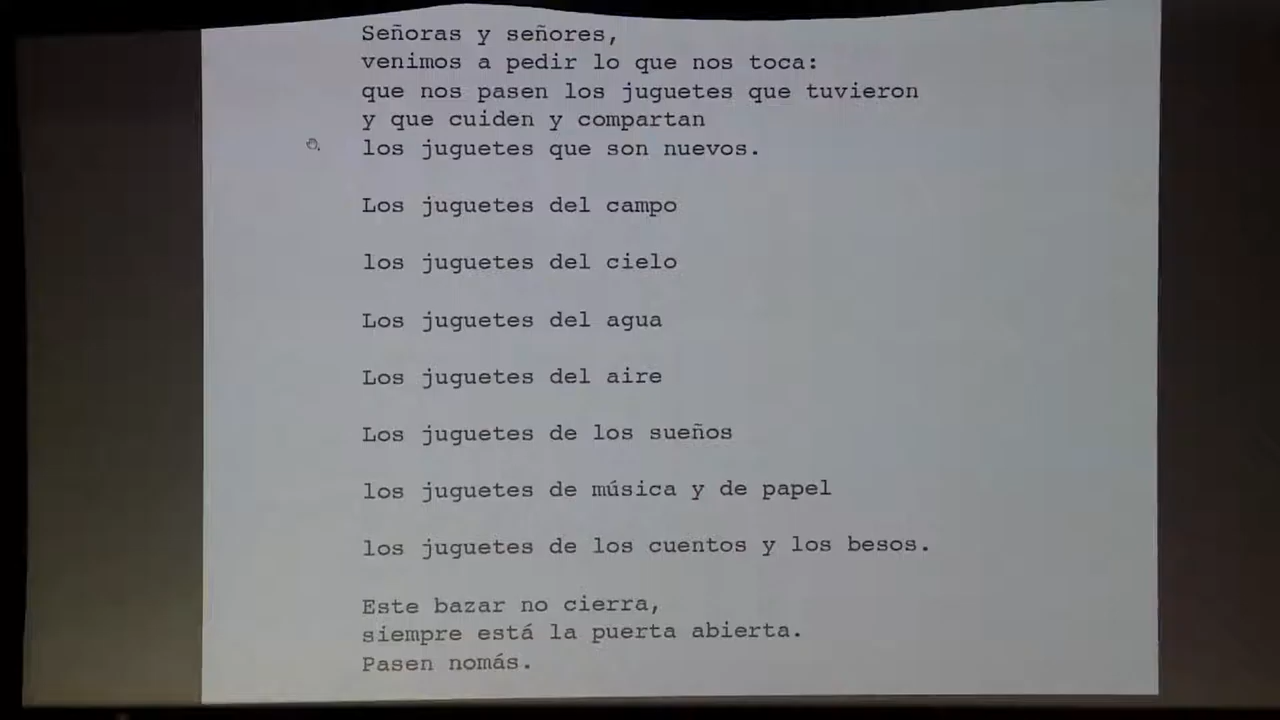 Señoras y señores,
venimos a pedir lo que nos toca:
que nos pasen los juguetes que tuvieron
y que cuiden y compartan
los juguetes que son nuevos.
Los juguetes del campo
los juguetes del cielo
Los juguetes del agua
Los juguetes del aire
Los juguetes de los sueños
los juguetes de música y de papel
los juguetes de los cuentos y los besos.
Este bazar no cierra,
siempre está la puerta abierta.
Pasen nomás.